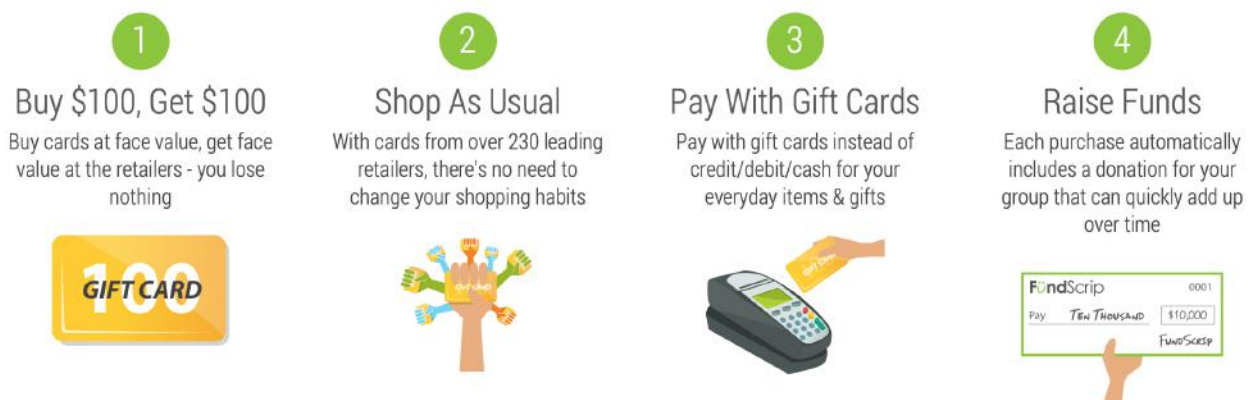 1
Buy $100, Get $100
Buy cards at face value, get face
value at the retailers - you lose
nothing
100
GIFT CARD
2
Shop As Usual
With cards from over 230 leading
retailers, there's no need to
change your shopping habits
3
Pay With Gift Cards
Pay with gift cards instead of
credit/debit/cash for your
everyday items & gifts
Gift Card
4
Raise Funds
Each purchase automatically
includes a donation for your
group that can quickly add up
over time
FundScrip 0001
Pay TEN THOUSAND $10,000
FUNDSCRIP